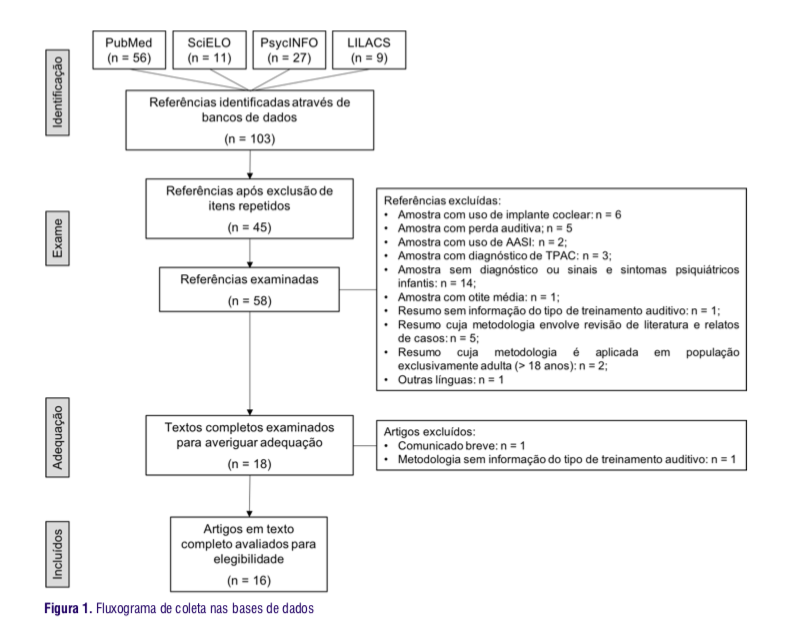 PubMed
(n = 56)
SciELO
(n = 11)
PsycINFO
(n = 27)
LILACS
(n = 9)
Identificação
Referências identificadas através de
bancos de dados
(n = 103)
Exame
Referências após exclusão de
itens repetidos
(n = 45)
Referências examinadas
(n = 58)
Referências excluídas:
• Amostra com uso de implante coclear: n = 6
• Amostra com perda auditiva; n = 5
• Amostra com uso de AASI: n = 2;
• Amostra com diagnóstico de TPAC: n = 3;
• Amostra sem diagnóstico ou sinais e sintomas psiquiátricos
infantis: n = 14;
• Amostra com otite média: n = 1;
• Resumo sem informação do tipo de treinamento auditivo: n = 1;
• Resumo cuja metodologia envolve revisão de literatura e relatos
de casos: n = 5;
• Resumo cuja metodologia é aplicada em população
exclusivamente adulta (> 18 anos): n = 2;
• Outras línguas: n = 1
Adequação
Textos completos examinados
para averiguar adequação
(n = 18)
Artigos excluídos:
• Comunicado breve: n = 1
• Metodologia sem informação do tipo de treinamento auditivo: n = 1
Incluídos
Artigos em texto
completo avaliados para
elegibilidade
(n = 16)
Figura 1. Fluxograma de coleta nas bases de dados